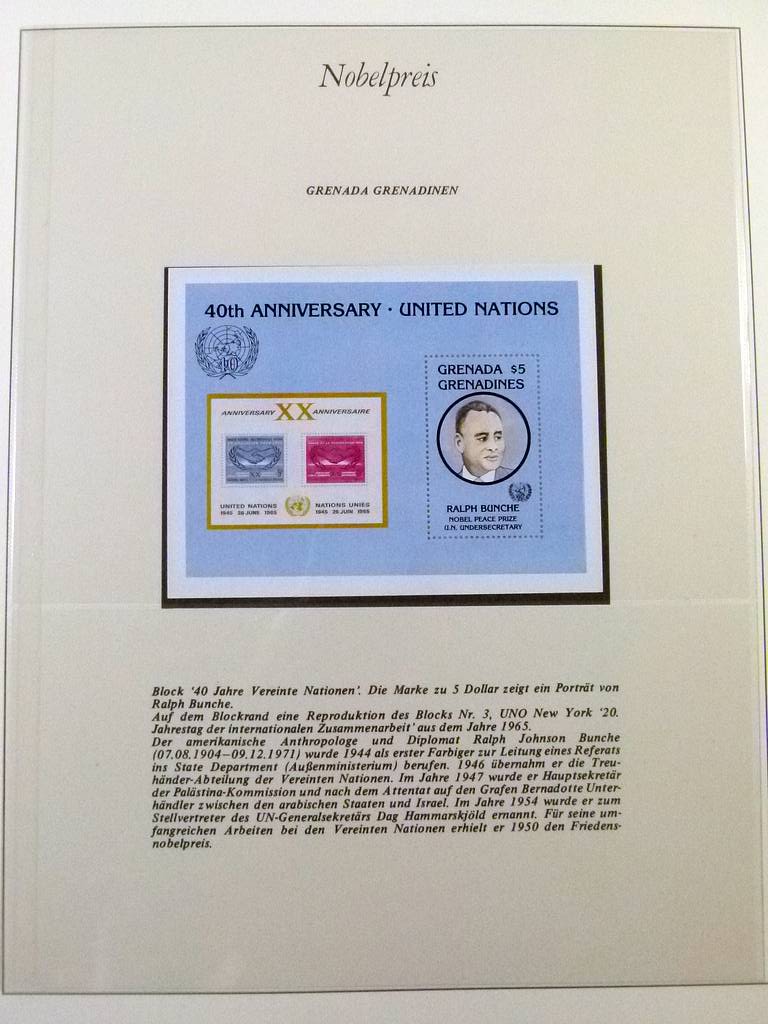 Nobelpreis
GRENADA GRENADINEN
40th ANNIVERSARY · UNITED NATIONS
40
GRENADA $5
GRENADINES
ANNIVERSARY XX ANNIVERSAIRE
XX
UNITED NATIONS
1945 26 JUNE 1965
NATIONS UNIES
1945 26 JUIN 1965
RALPH BUNCHE
NOBEL PEACE PRIZE
U.N. UNDERSECRETARY
Block '40 Jahre Vereinte Nationen'. Die Marke zu 5 Dollar zeigt ein Porträt von
Ralph Bunche.
Auf dem Blockrand eine Reproduktion des Blocks Nr. 3, UNO New York '20.
Jahrestag der internationalen Zusammenarbeit' aus dem Jahre 1965.
Der amerikanische Anthropologe und Diplomat Ralph Johnson Bunche
(07.08.1904–09.12.1971) wurde 1944 als erster Farbiger zur Leitung eines Referats
ins State Department (Außenministerium) berufen. 1946 übernahm er die Treu-
händer-Abteilung der Vereinten Nationen. Im Jahre 1947 wurde er Hauptsekretär
der Palästina-Kommission und nach dem Attentat auf den Grafen Bernadotte Unter-
händler zwischen den arabischen Staaten und Israel. Im Jahre 1954 wurde er zum
Stellvertreter des UN-Generalsekretärs Dag Hammarskjöld ernannt. Für seine um-
fangreichen Arbeiten bei den Vereinten Nationen erhielt er 1950 den Friedens-
nobelpreis.